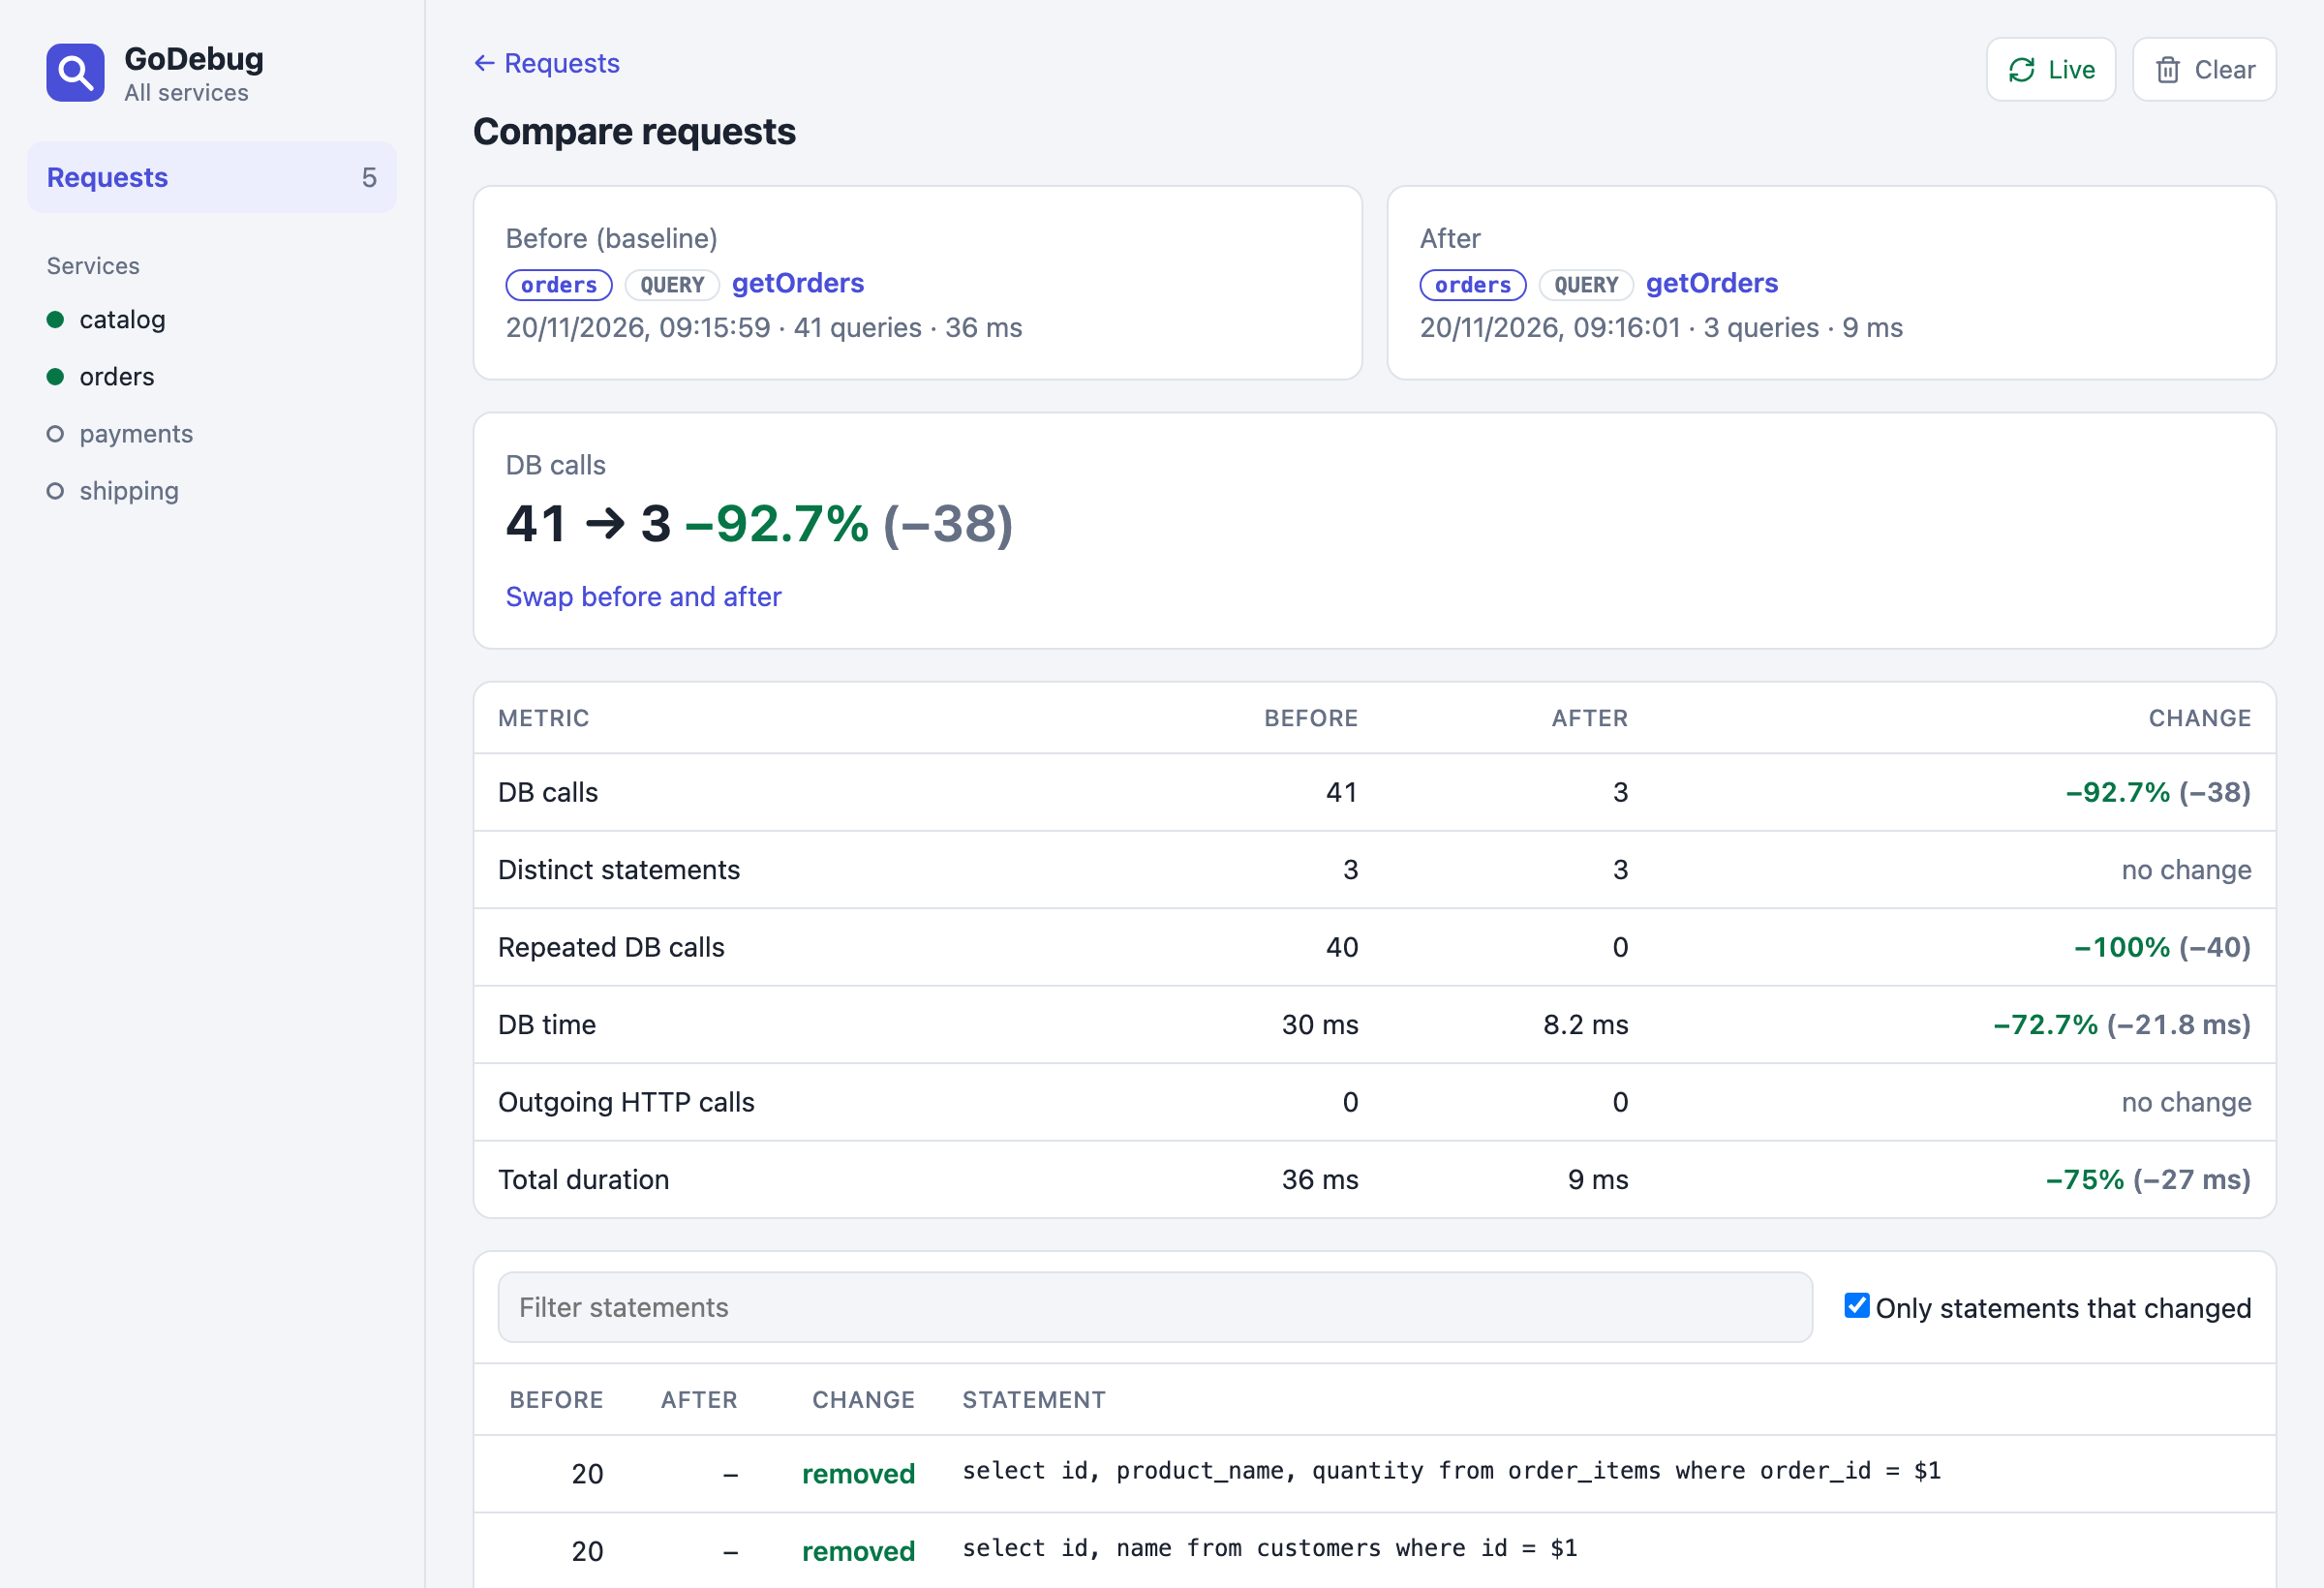 GoDebug
All services
Requests 5
Services
catalog
orders
payments
shipping
← Requests
Live
Clear
Compare requests
Before (baseline)
orders QUERY getOrders
20/11/2026, 09:15:59 · 41 queries · 36 ms
After
orders QUERY getOrders
20/11/2026, 09:16:01 · 3 queries · 9 ms
DB calls
41 → 3 −92.7% (−38)
Swap before and after
METRIC BEFORE AFTER CHANGE
DB calls 41 3 −92.7% (−38)
Distinct statements 3 3 no change
Repeated DB calls 40 0 −100% (−40)
DB time 30 ms 8.2 ms −72.7% (−21.8 ms)
Outgoing HTTP calls 0 0 no change
Total duration 36 ms 9 ms −75% (−27 ms)
Filter statements
Only statements that changed
BEFORE AFTER CHANGE STATEMENT
20 – removed select id, product_name, quantity from order_items where order_id = $1
20 – removed select id, name from customers where id = $1